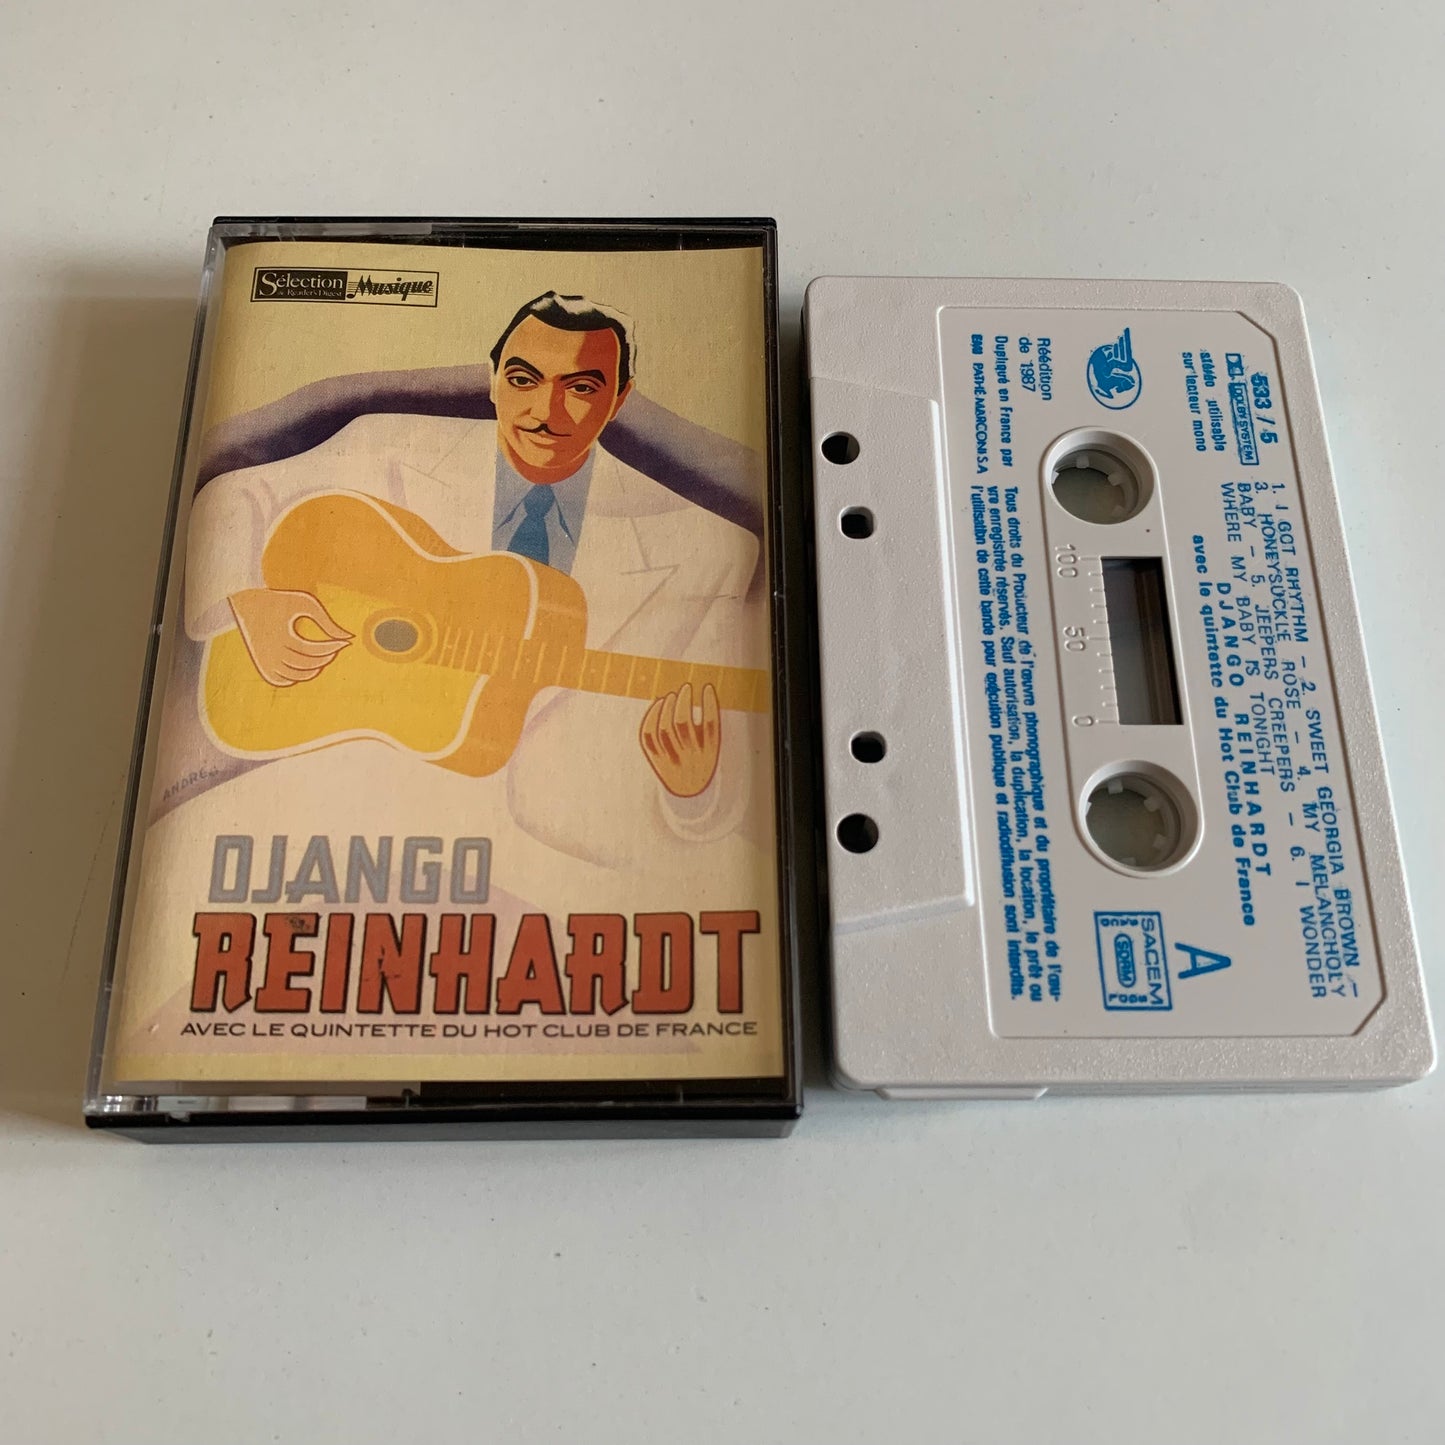 Sélection
du Reader's Digest
Musique
ANDRÉ
DJANGO
REINHARDT
AVEC LE QUINTETTE DU HOT CLUB DE FRANCE
533 / 5
DOLBY SYSTEM
stéréo utilisable
sur lecteur mono
1. I GOT RHYTHM – 2. SWEET GEORGIA BROWN –
3. HONEYSUCKLE ROSE – 4. MY MELANCHOLY
BABY – 5. JEEPERS CREEPERS – 6. I WONDER
WHERE MY BABY IS TONIGHT
DJANGO REINHARDT
avec le quintette du Hot Club de France
A
100 50 0
SACEM
SDRM
Réédition
de 1987
Dupliqué en France par
EMI PATHÉ MARCONI S.A
Tous droits du Producteur de l'œuvre phonographique et du propriétaire de l'œu-
vre enregistrée réservés. Sauf autorisation, la duplication, la location, le prêt ou
l'utilisation de cette bande pour exécution publique et radiodiffusion sont interdits.